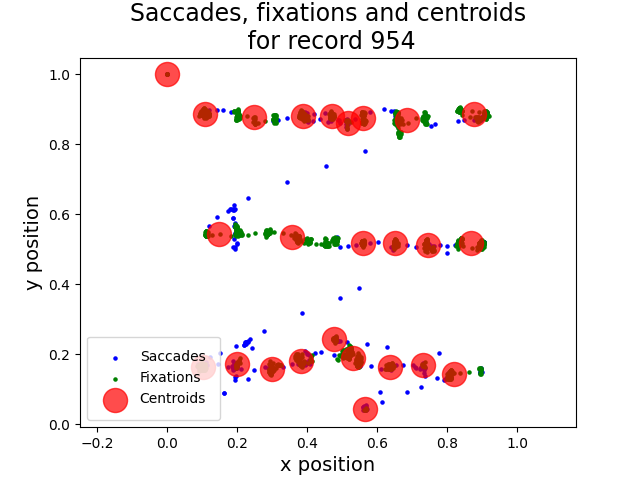 Saccades, fixations and centroids
for record 954
1.0
0.8
0.6
0.4
0.2
0.0
y position
Saccades
Fixations
Centroids
−0.2
0.0
0.2
0.4
0.6
0.8
1.0
x position